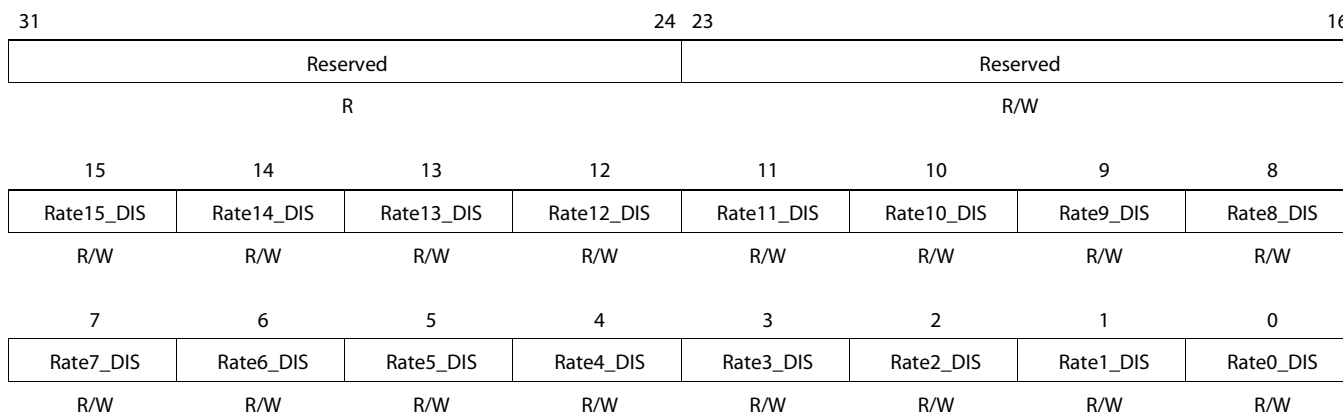 31 24 23 16
Reserved Reserved
R R/W
15 14 13 12 11 10 9 8
Rate15_DIS Rate14_DIS Rate13_DIS Rate12_DIS Rate11_DIS Rate10_DIS Rate9_DIS Rate8_DIS
R/W R/W R/W R/W R/W R/W R/W R/W
7 6 5 4 3 2 1 0
Rate7_DIS Rate6_DIS Rate5_DIS Rate4_DIS Rate3_DIS Rate2_DIS Rate1_DIS Rate0_DIS
R/W R/W R/W R/W R/W R/W R/W R/W